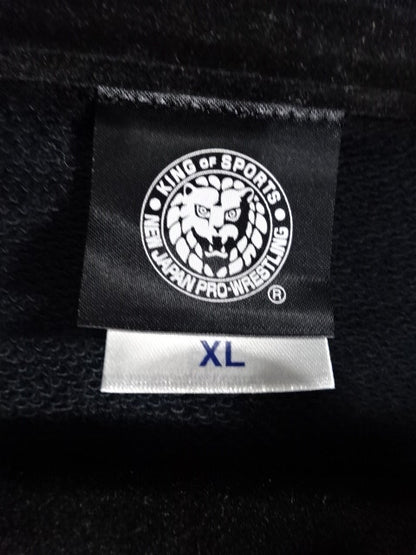 KING OF SPORTS
NEW JAPAN PRO-WRESTLING
®
XL